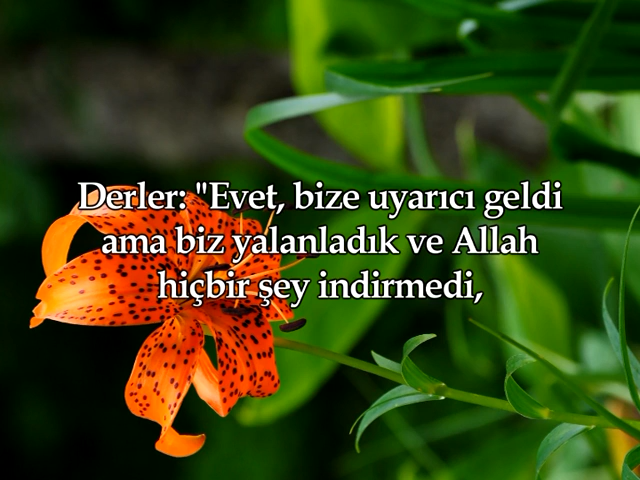 Derler: "Evet, bize uyarıcı geldi
ama biz yalanladık ve Allah
hiçbir şey indirmedi,